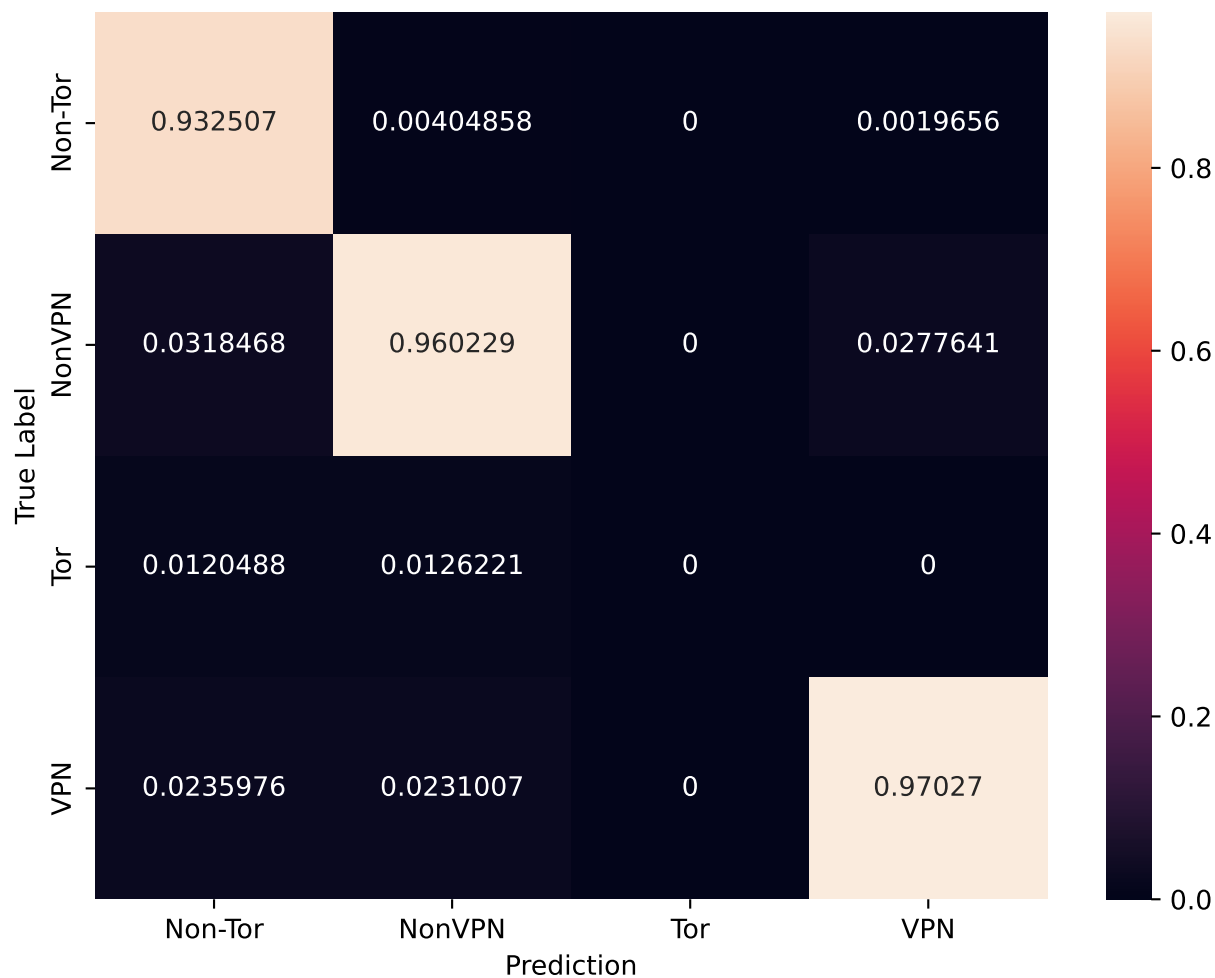 0.932507 0.00404858 0 0.0019656
0.0318468 0.960229 0 0.0277641
0.0120488 0.0126221 0 0
0.0235976 0.0231007 0 0.97027
Non-Tor
NonVPN
Tor
VPN
True Label
Non-Tor NonVPN Tor VPN
Prediction
0.8
0.6
0.4
0.2
0.0